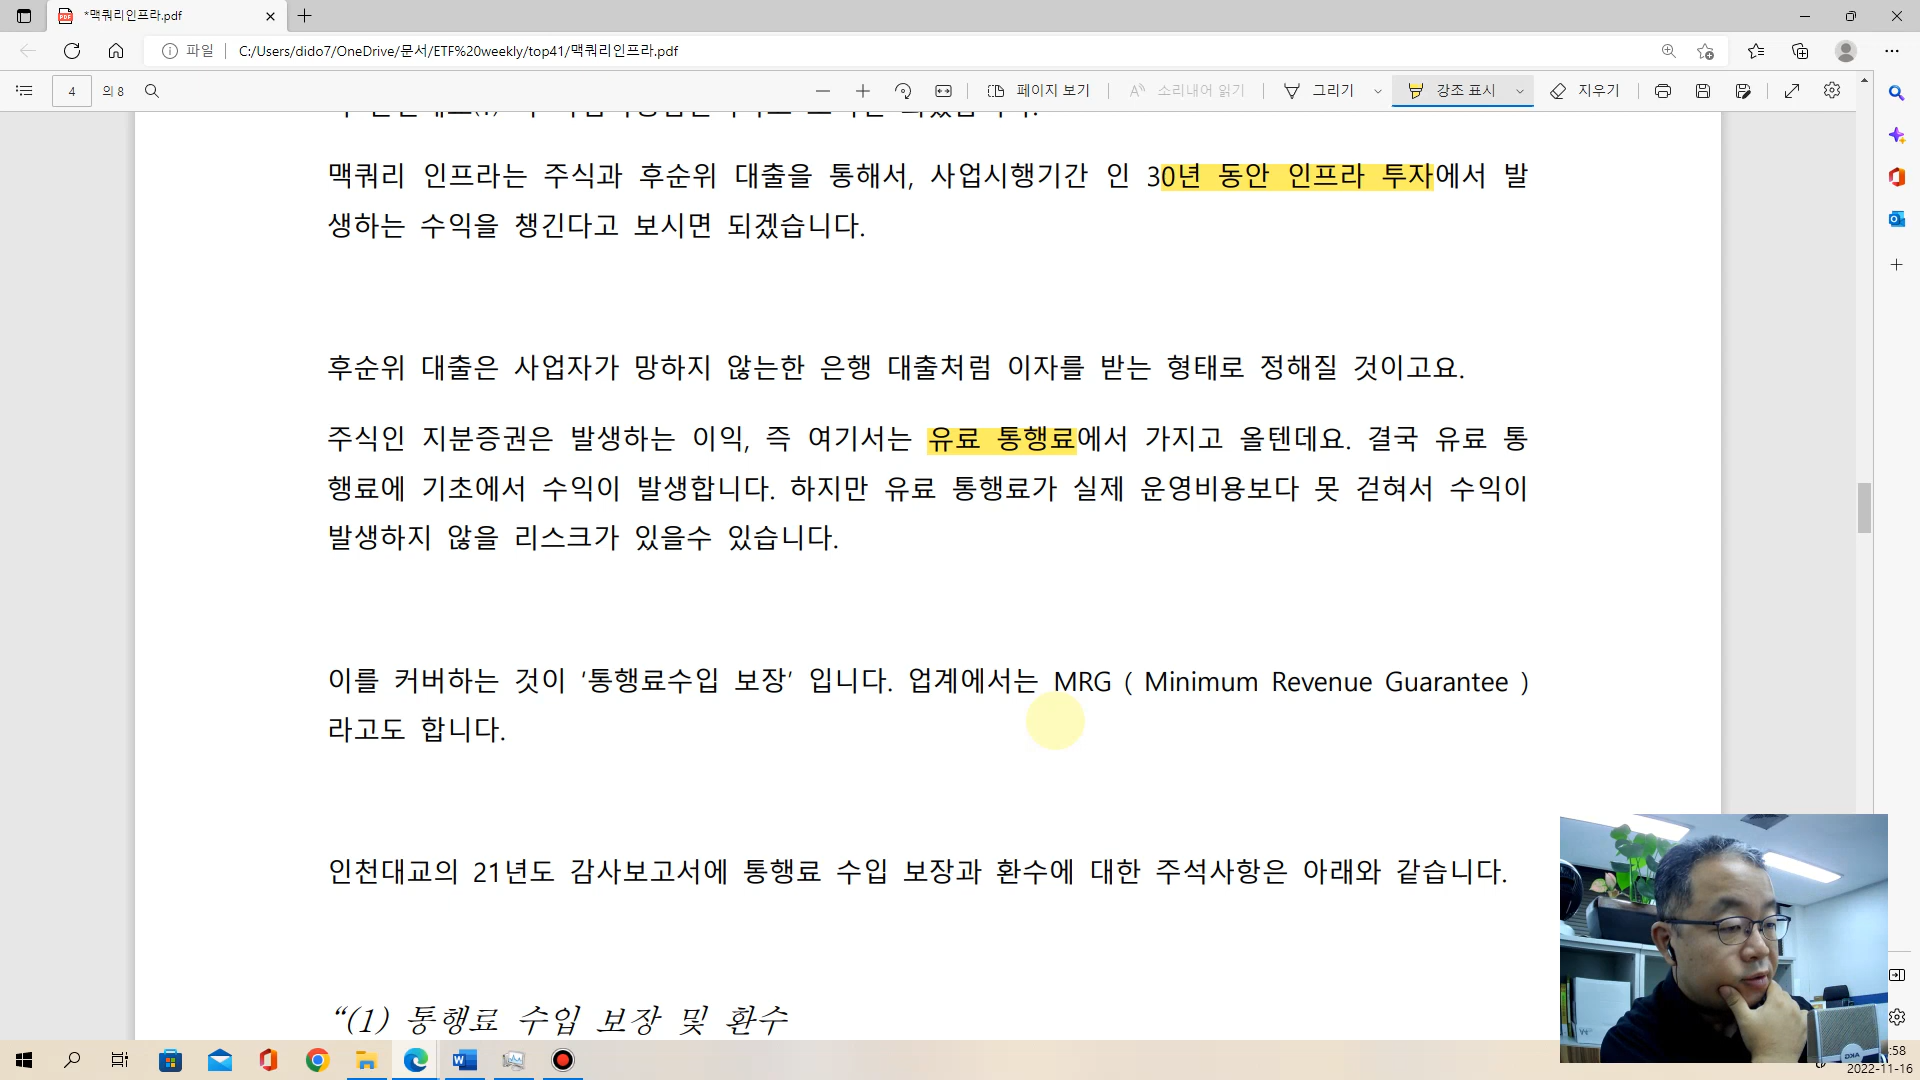 *맥쿼리인프라.pdf
파일
C:/Users/dido7/OneDrive/문서/ETF%20weekly/top41/맥쿼리인프라.pdf
4 의 8
페이지 보기
소리내어 읽기
그리기
강조 표시
지우기
맥쿼리 인프라는 주식과 후순위 대출을 통해서, 사업시행기간 인 30년 동안 인프라 투자에서 발
생하는 수익을 챙긴다고 보시면 되겠습니다.
후순위 대출은 사업자가 망하지 않는한 은행 대출처럼 이자를 받는 형태로 정해질 것이고요.
주식인 지분증권은 발생하는 이익, 즉 여기서는 유료 통행료에서 가지고 올텐데요. 결국 유료 통
행료에 기초에서 수익이 발생합니다. 하지만 유료 통행료가 실제 운영비용보다 못 걷혀서 수익이
발생하지 않을 리스크가 있을수 있습니다.
이를 커버하는 것이 ‘통행료수입 보장’ 입니다. 업계에서는 MRG ( Minimum Revenue Guarantee )
라고도 합니다.
인천대교의 21년도 감사보고서에 통행료 수입 보장과 환수에 대한 주석사항은 아래와 같습니다.
“(1) 통행료 수입 보장 및 환수
:58
2022-11-16